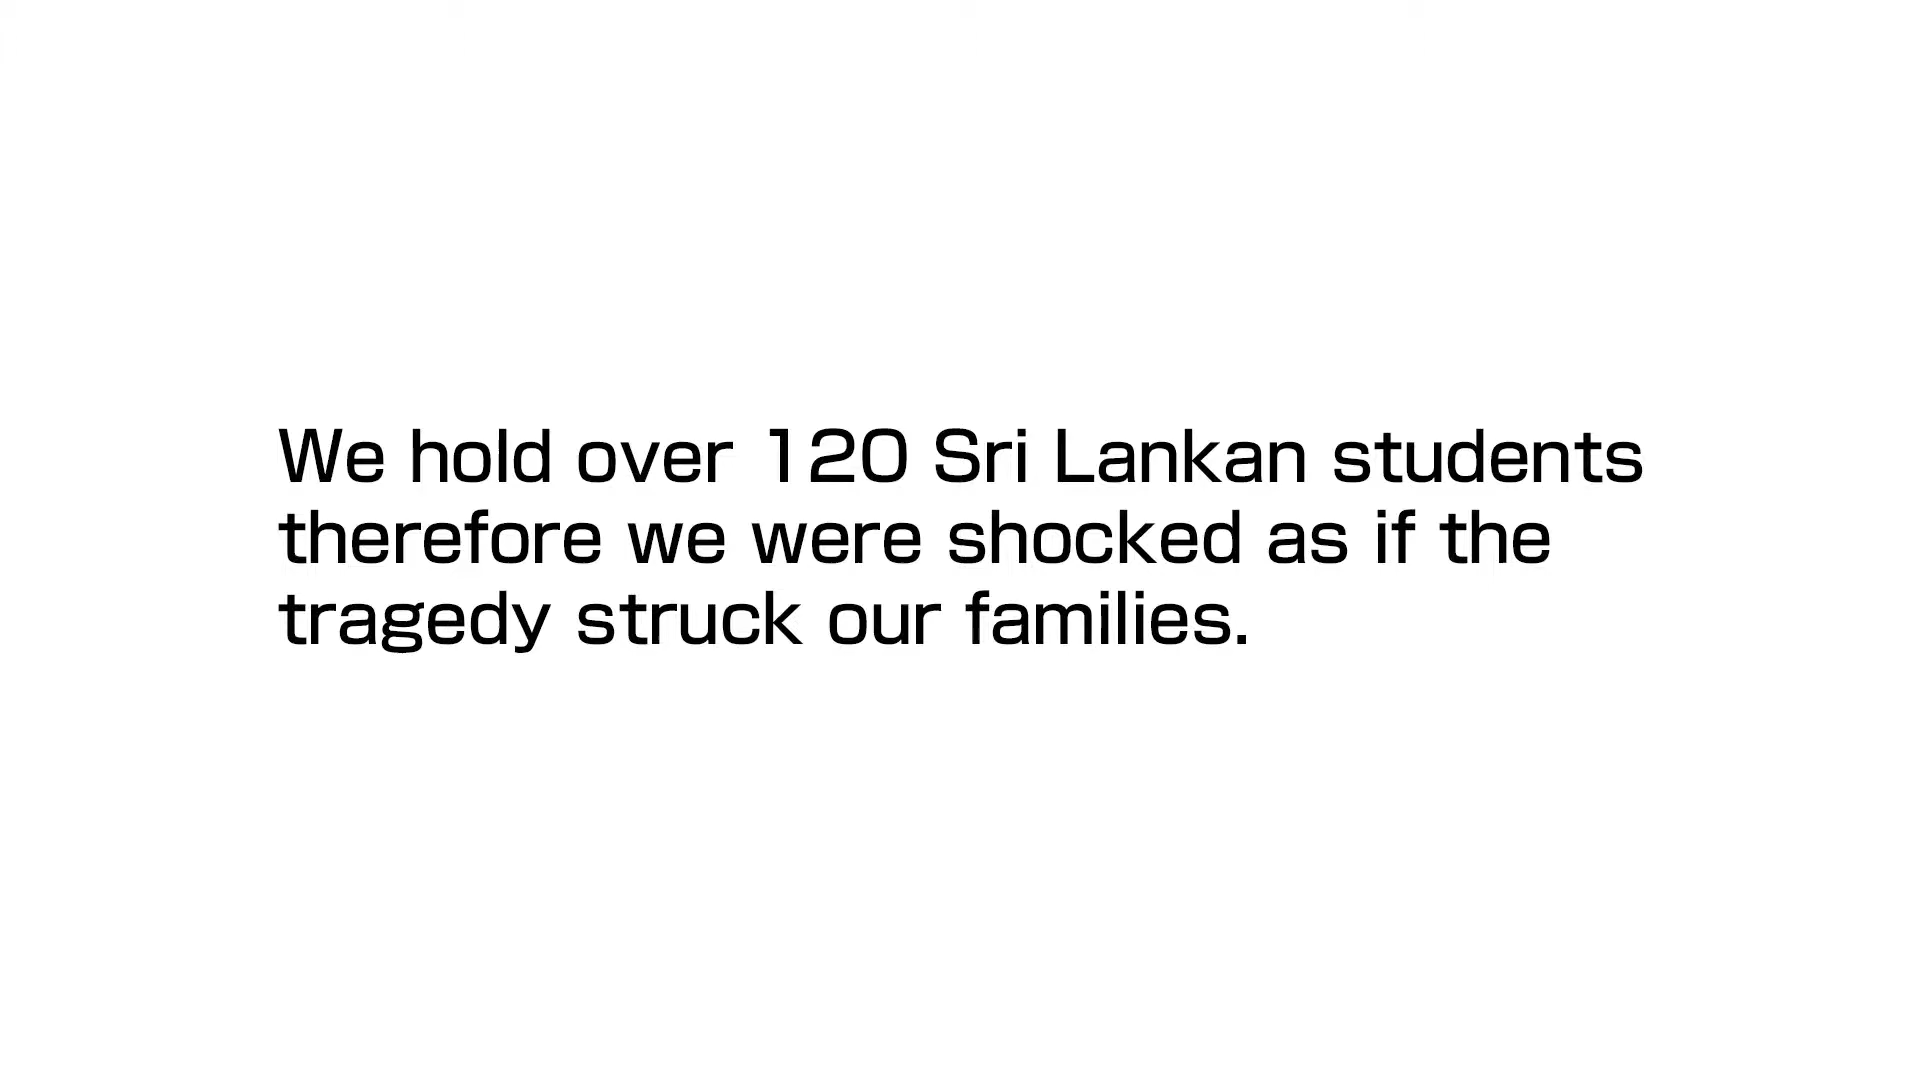 We hold over 120 Sri Lankan students
therefore we were shocked as if the
tragedy struck our families.